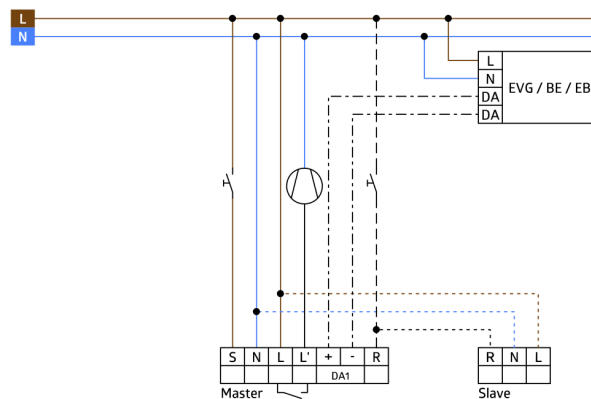 L
N
L
N
EVG / BE / EB
DA
DA
S N L L' + - R
DA1
Master
R N L
Slave